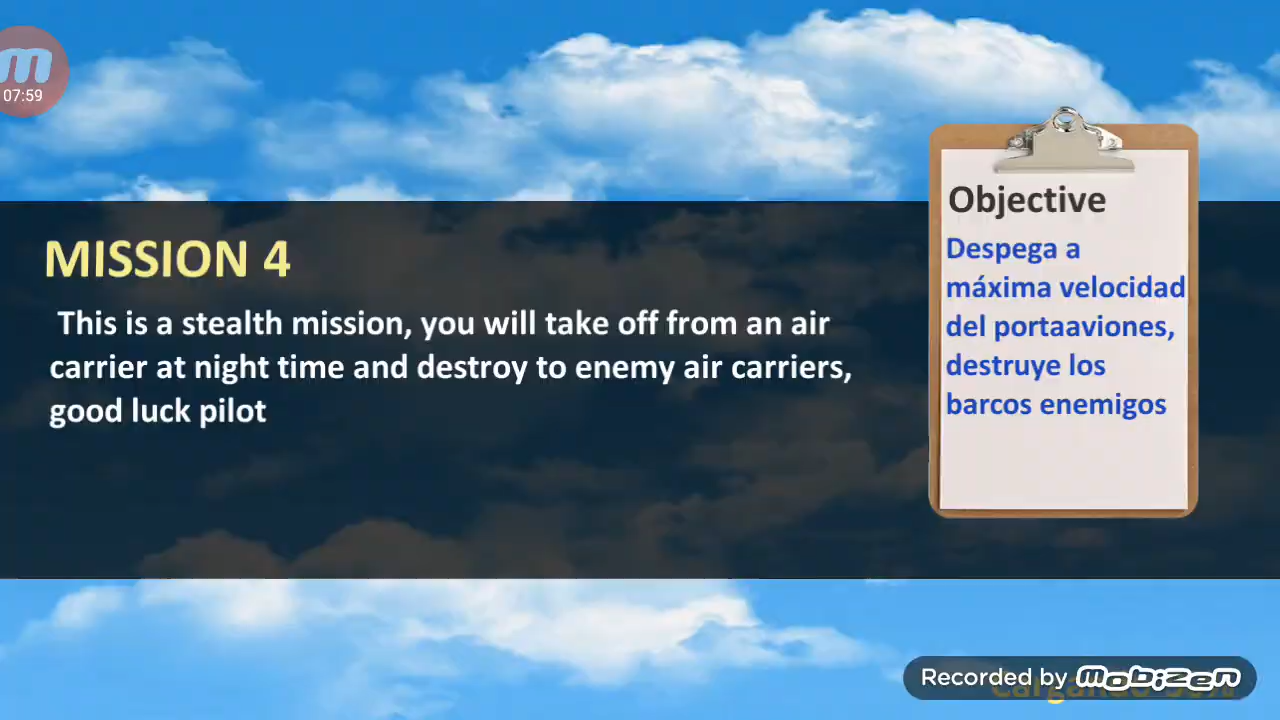 m
07:59
MISSION 4
This is a stealth mission, you will take off from an air
carrier at night time and destroy to enemy air carriers,
good luck pilot
Objective
Despega a
máxima velocidad
del portaaviones,
destruye los
barcos enemigos
Recorded by mobizen